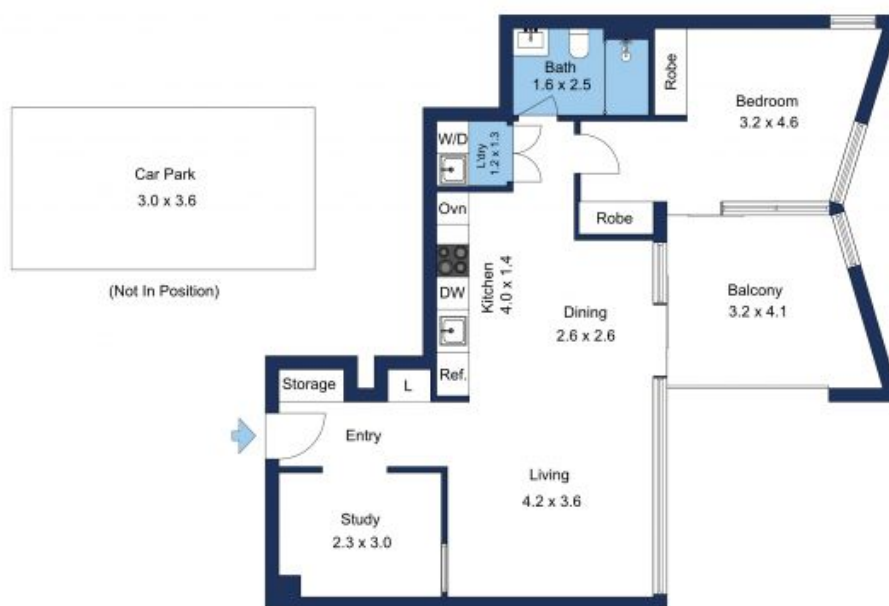 Bath
1.6 x 2.5
Robe
Bedroom
3.2 x 4.6
W/D
L'dry
1.2 x 1.3
Car Park
3.0 x 3.6
(Not In Position)
Ovn
Robe
Kitchen
4.0 x 1.4
DW
Dining
2.6 x 2.6
Balcony
3.2 x 4.1
Ref.
Storage
L
Entry
Living
4.2 x 3.6
Study
2.3 x 3.0